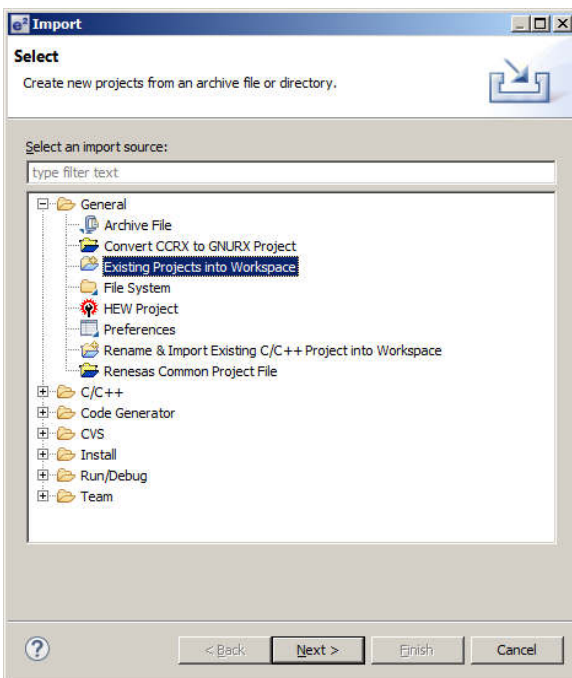 e² Import
Select
Create new projects from an archive file or directory.
Select an import source:
type filter text
General
Archive File
Convert CCRX to GNURX Project
Existing Projects into Workspace
File System
HEW Project
Preferences
Rename & Import Existing C/C++ Project into Workspace
Renesas Common Project File
C/C++
Code Generator
CVS
Install
Run/Debug
Team
? < Back Next > Finish Cancel